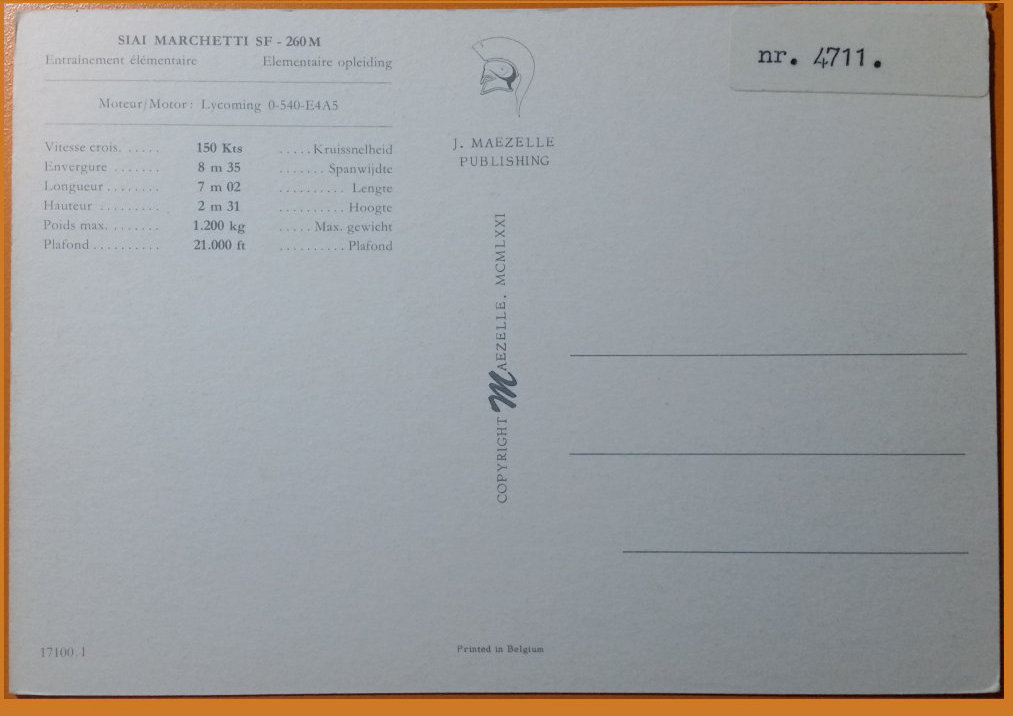 SIAI MARCHETTI SF - 260M
Entraînement élémentaire Elementaire opleiding
Moteur/Motor : Lycoming 0-540-E4A5
Vitesse crois. . . . . . 150 Kts . . . . . Kruissnelheid
Envergure . . . . . . . 8 m 35 . . . . . . . Spanwijdte
Longueur . . . . . . . . 7 m 02 . . . . . . . . . . Lengte
Hauteur . . . . . . . . . 2 m 31 . . . . . . . . . . Hoogte
Poids max. . . . . . . . 1.200 kg . . . . . Max. gewicht
Plafond . . . . . . . . . . 21.000 ft . . . . . . . . . . Plafond
J. MAEZELLE
PUBLISHING
COPYRIGHT MAEZELLE. MCMLXXI
nr. 4711.
17100.1
Printed in Belgium